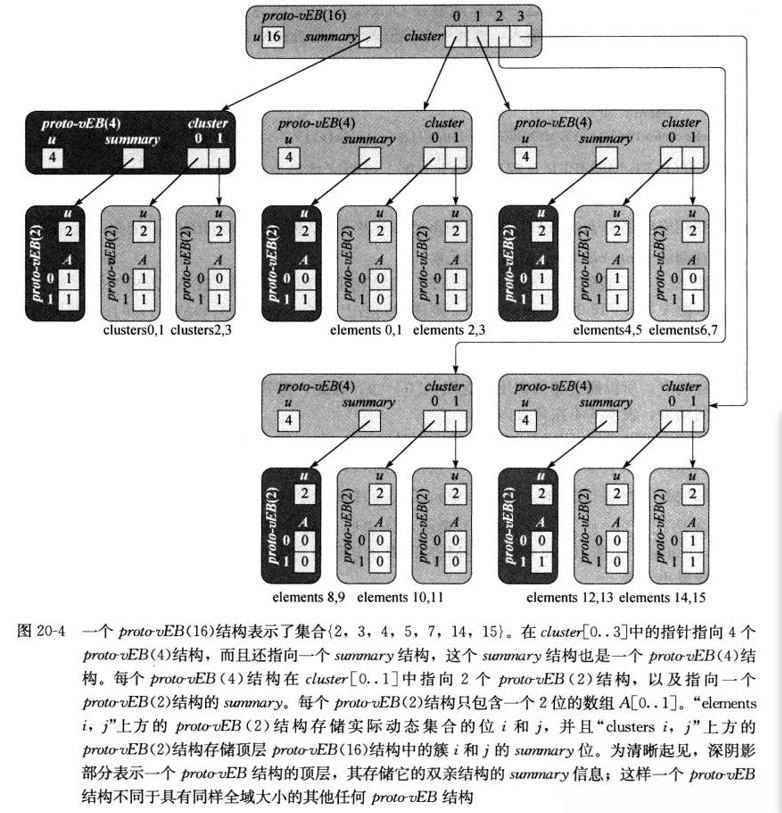 proto-vEB(16) 0 1 2 3
u 16 summary cluster
proto-vEB(4) cluster
u summary 0 1
4
proto-vEB(4) cluster
u summary 0 1
4
proto-vEB(4) cluster
u summary 0 1
4
proto-vEB(2) u 2 A 0 1 1 1
proto-vEB(2) u 2 A 0 1 1 1
proto-vEB(2) u 2 A 0 0 1 1
proto-vEB(2) u 2 A 0 1 1 1
proto-vEB(2) u 2 A 0 0 1 0
proto-vEB(2) u 2 A 0 1 1 1
proto-vEB(2) u 2 A 0 1 1 1
proto-vEB(2) u 2 A 0 1 1 1
proto-vEB(2) u 2 A 0 0 1 1
clusters0,1 clusters2,3 elements 0,1 elements 2,3 elements4,5 elements6,7
proto-vEB(4) cluster
u summary 0 1
4
proto-vEB(4) cluster
u summary 0 1
4
proto-vEB(2) u 2 A 0 0 1 0
proto-vEB(2) u 2 A 0 0 1 0
proto-vEB(2) u 2 A 0 0 1 0
proto-vEB(2) u 2 A 0 0 1 1
proto-vEB(2) u 2 A 0 0 1 0
proto-vEB(2) u 2 A 0 1 1 1
elements 8,9 elements 10,11 elements 12,13 elements 14,15
图 20-4 一个 proto-vEB(16)结构表示了集合{2, 3, 4, 5, 7, 14, 15}。在 cluster[0..3]中的指针指向 4 个
proto-vEB(4)结构，而且还指向一个 summary 结构，这个 summary 结构也是一个 proto-vEB(4)结
构。每个 proto-vEB(4)结构在 cluster[0..1]中指向 2 个 proto-vEB(2)结构，以及指向一个
proto-vEB(2)结构的 summary。每个 proto-vEB(2)结构只包含一个 2 位的数组 A[0..1]。“elements
i，j”上方的 proto-vEB(2)结构存储实际动态集合的位 i 和 j，并且“clusters i，j”上方的
proto-vEB(2)结构存储顶层 proto-vEB(16)结构中的簇 i 和 j 的 summary 位。为清晰起见，深阴影
部分表示一个 proto-vEB 结构的顶层，其存储它的双亲结构的 summary 信息；这样一个 proto-vEB
结构不同于具有同样全域大小的其他任何 proto-vEB 结构